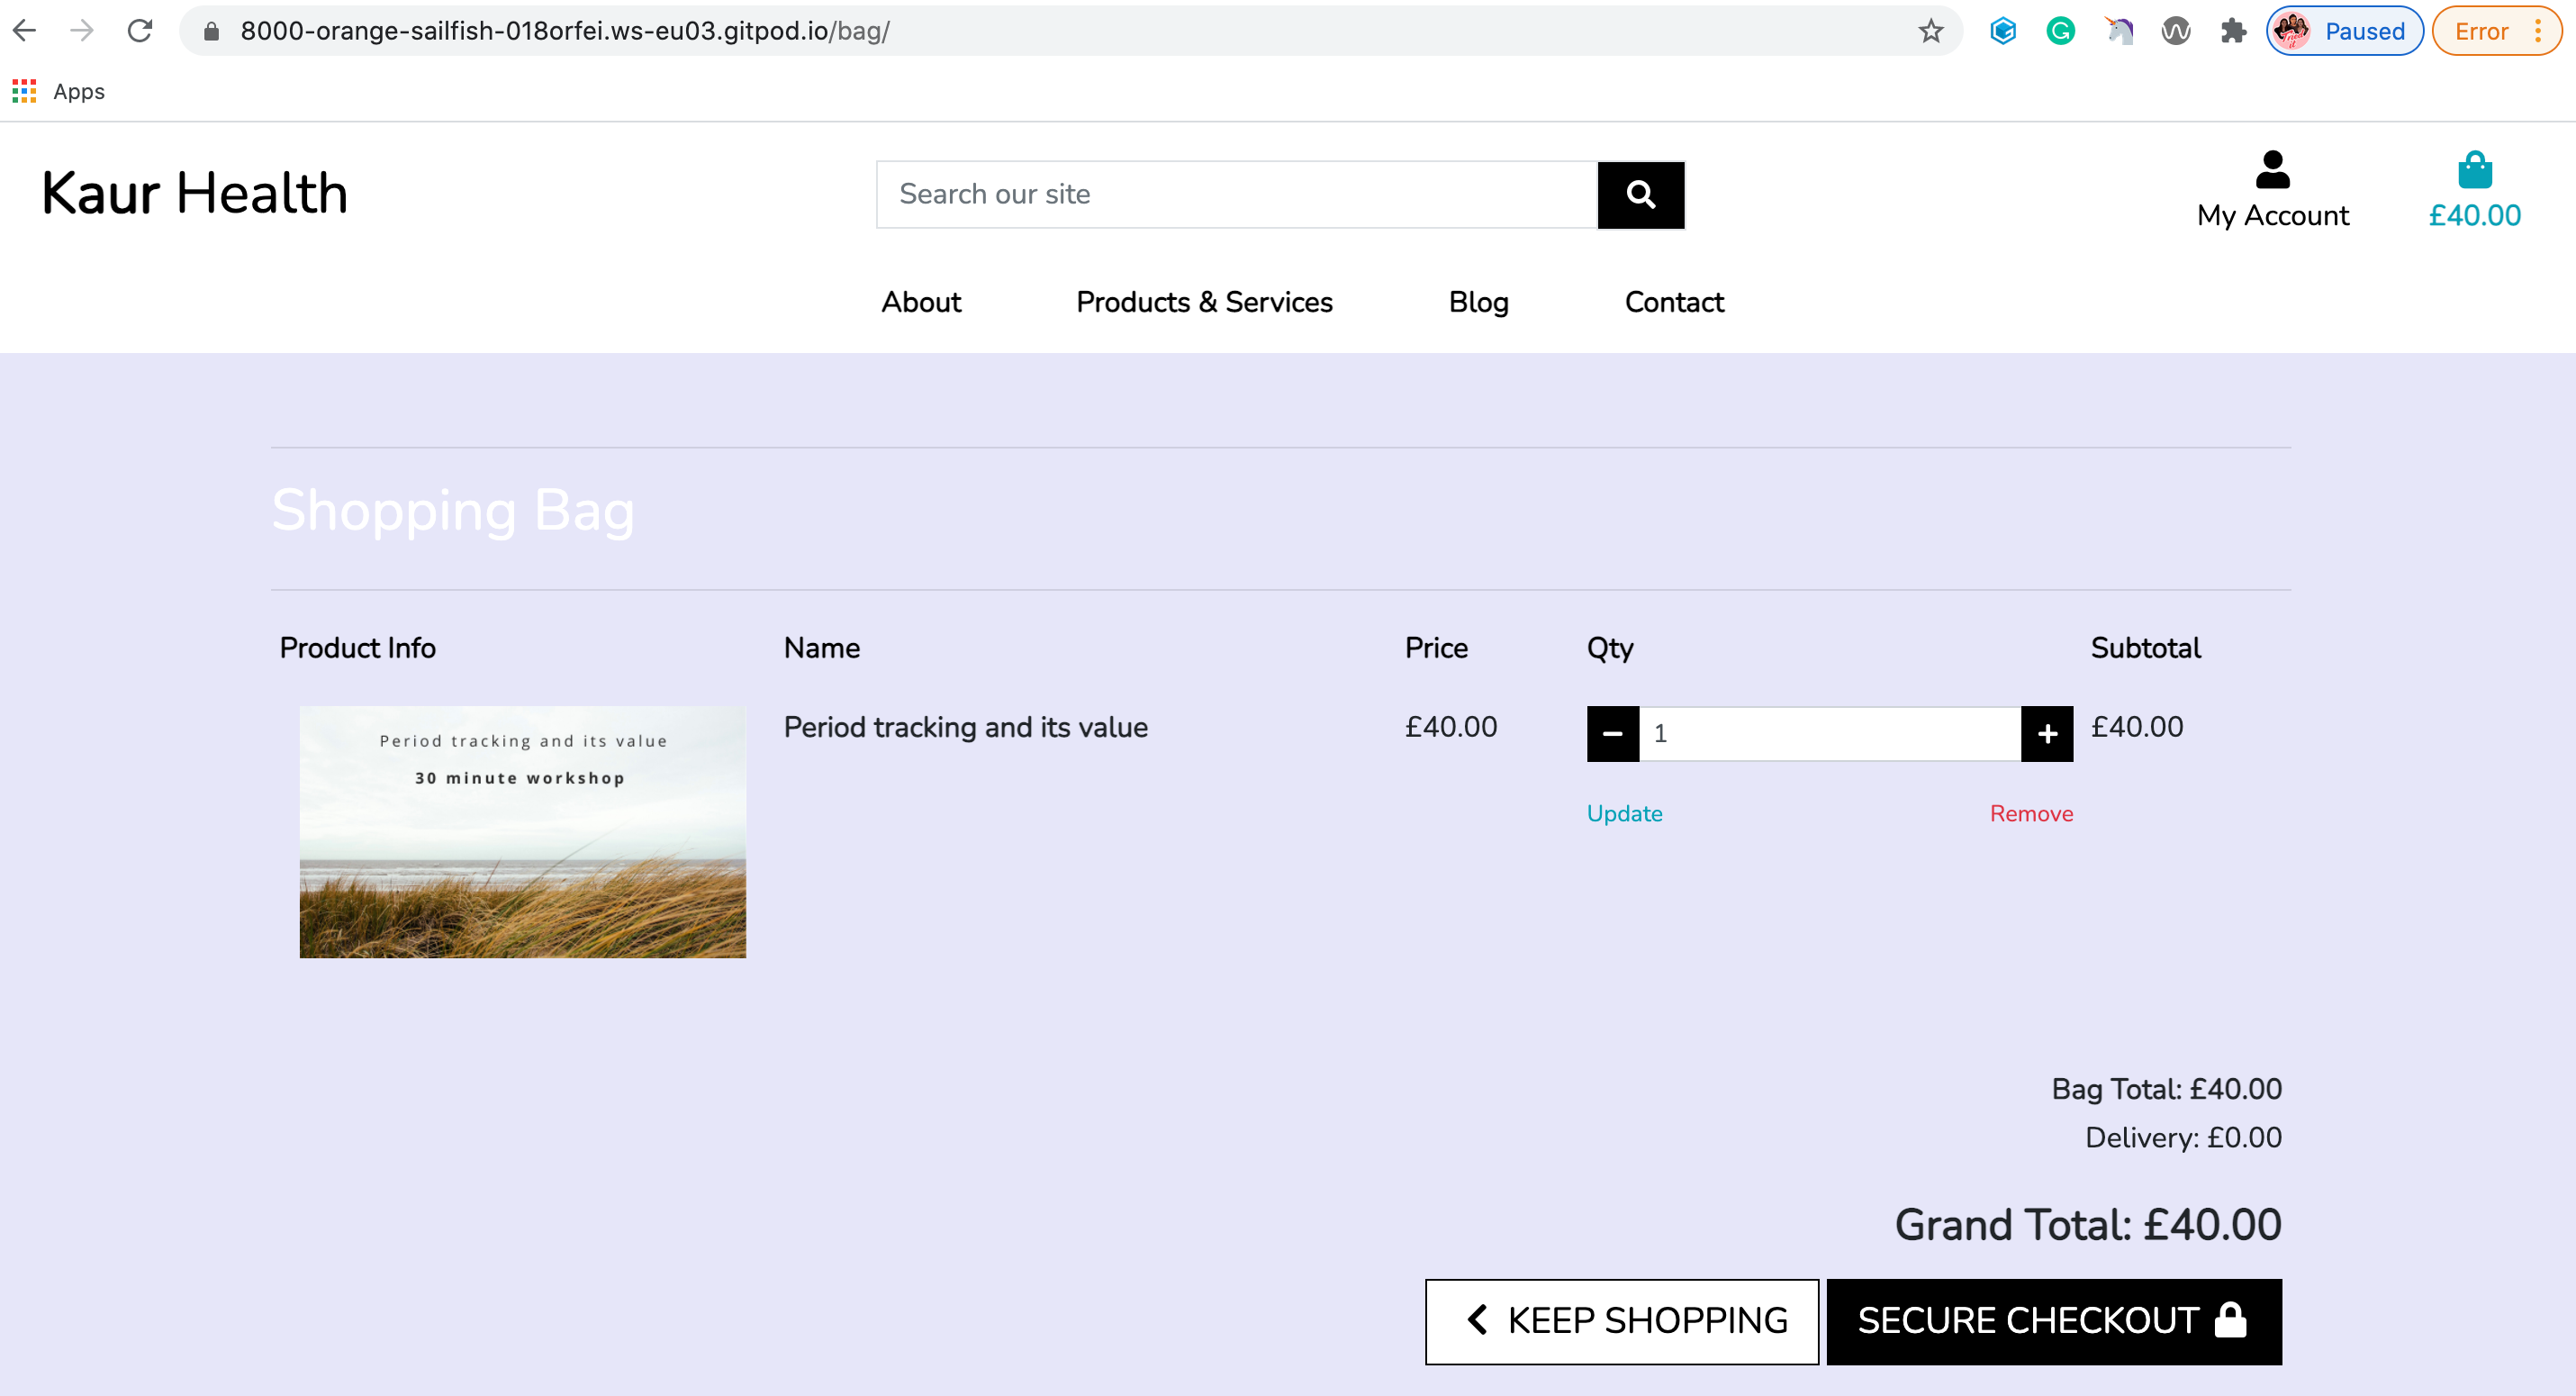 8000-orange-sailfish-018orfei.ws-eu03.gitpod.io/bag/
Paused
Error
Apps
Kaur Health
Search our site
My Account
£40.00
About
Products & Services
Blog
Contact
Shopping Bag
Product Info
Name
Price
Qty
Subtotal
Period tracking and its value
30 minute workshop
Period tracking and its value
£40.00
1
£40.00
Update
Remove
Bag Total: £40.00
Delivery: £0.00
Grand Total: £40.00
KEEP SHOPPING
SECURE CHECKOUT